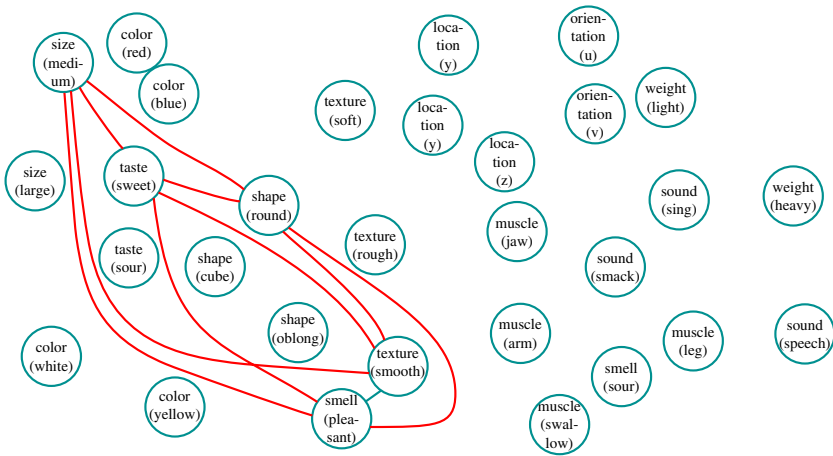 size
(medi-
um)
color
(red)
color
(blue)
loca-
tion
(y)
orien-
tation
(u)
texture
(soft)
loca-
tion
(y)
orien-
tation
(v)
weight
(light)
size
(large)
taste
(sweet)
shape
(round)
loca-
tion
(z)
sound
(sing)
weight
(heavy)
taste
(sour)
shape
(cube)
texture
(rough)
muscle
(jaw)
sound
(smack)
color
(white)
shape
(oblong)
texture
(smooth)
muscle
(arm)
muscle
(leg)
sound
(speech)
color
(yellow)
smell
(plea-
sant)
smell
(sour)
muscle
(swal-
low)